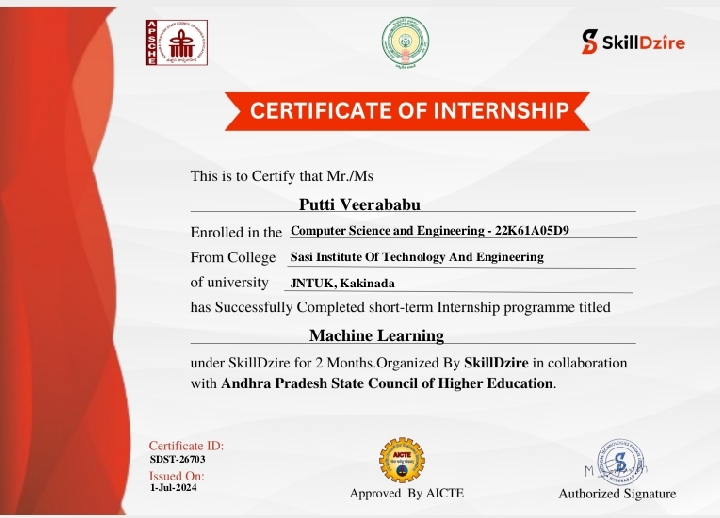 APSCHE
SkillDzire
CERTIFICATE OF INTERNSHIP
This is to Certify that Mr./Ms
Putti Veerababu
Enrolled in the Computer Science and Engineering - 22K61A05D9
From College Sasi Institute Of Technology And Engineering
of university JNTUK, Kakinada
has Successfully Completed short-term Internship programme titled
Machine Learning
under SkillDzire for 2 Months.Organized By SkillDzire in collaboration
with Andhra Pradesh State Council of Higher Education.
Certificate ID:
SDST-26703
Issued On:
1-Jul-2024
AICTE
Approved By AICTE
Authorized Signature